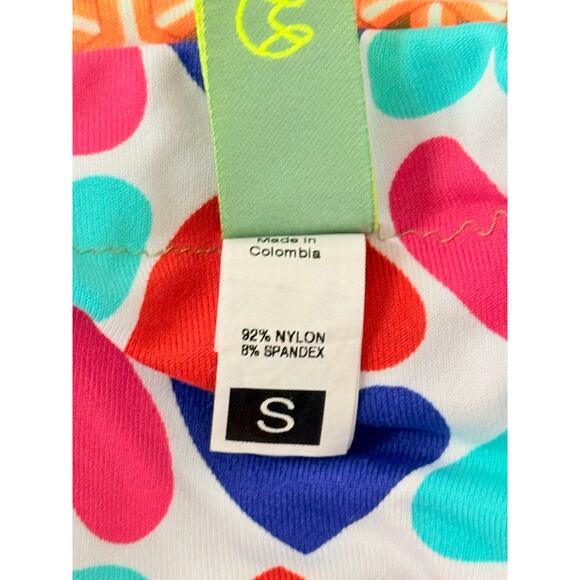 Made in
Colombia
92% NYLON
8% SPANDEX
S